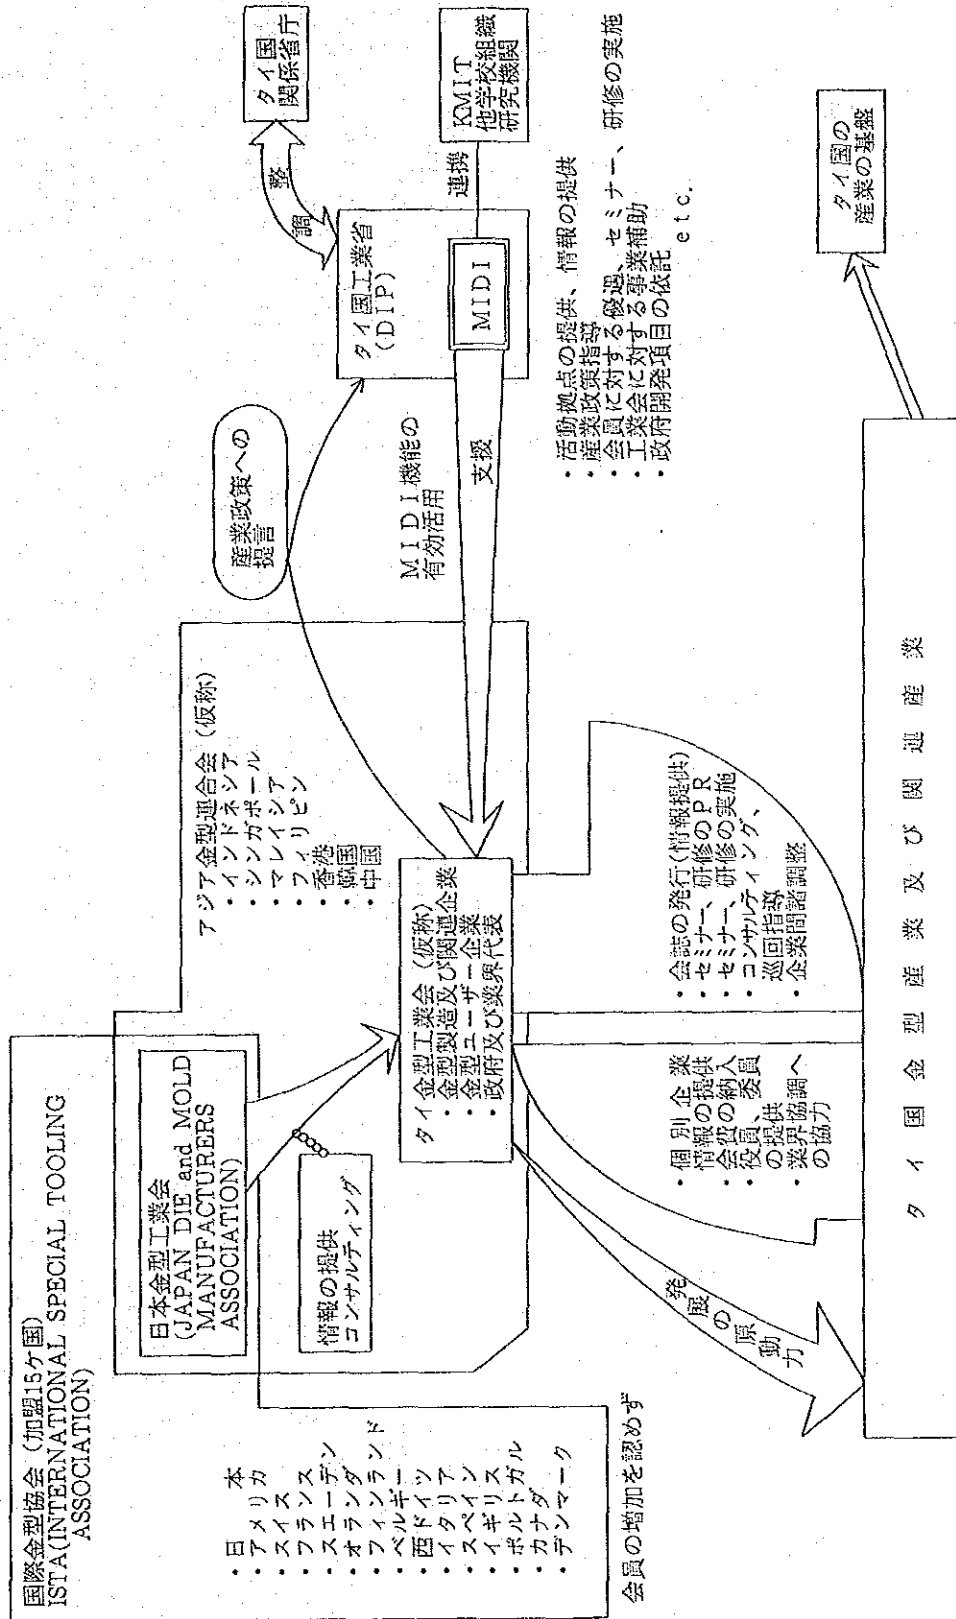 国際金型協会 (加盟15ケ国)
ISTA(INTERNATIONAL SPECIAL TOOLING
ASSOCIATION)
・日　本
・アメリカ
・スイス
・フランス
・スエーデン
・オランダ
・フィンランド
・ベルギー
・西ドイツ
・イタリア
・スペイン
・イギリス
・ポルトガル
・カナダ
・デンマーク
会員の増加を認めず
日本金型工業会
(JAPAN DIE and MOLD
MANUFACTURERS
ASSOCIATION)
情報の提供
コンサルティング
アジア金型連合会 (仮称)
・インドネシア
・シンガポール
・マレイシア
・フィリピン
・香港
・韓国
・中国
タイ金型工業会 (仮称)
・金型製造及び関連企業
・金型ユーザー企業
・政府及び業界代表
産業政策への
提言
MIDI機能の
有効活用
支援
タイ国工業省
(DIP)
MIDI
調
整
タイ国
関係省庁
連携
KMIT
他学校組織
研究機関
・活動拠点の提供、情報の提供
・産業政策指導
・会員に対する優遇、セミナー、研修の実施
・工業会に対する事業補助
・政府開発項目の依託
etc.
発展の原動力
・個別企業
情報の提供
・会費の納入
・役員、委員
の提供
・業界協調へ
の協力
・会誌の発行(情報提供)
・セミナー、研修のPR
・セミナー、研修の実施
・コンサルティング、
巡回指導
・企業間諸調整
タイ国金型産業及び関連産業
タイ国の
産業の基盤